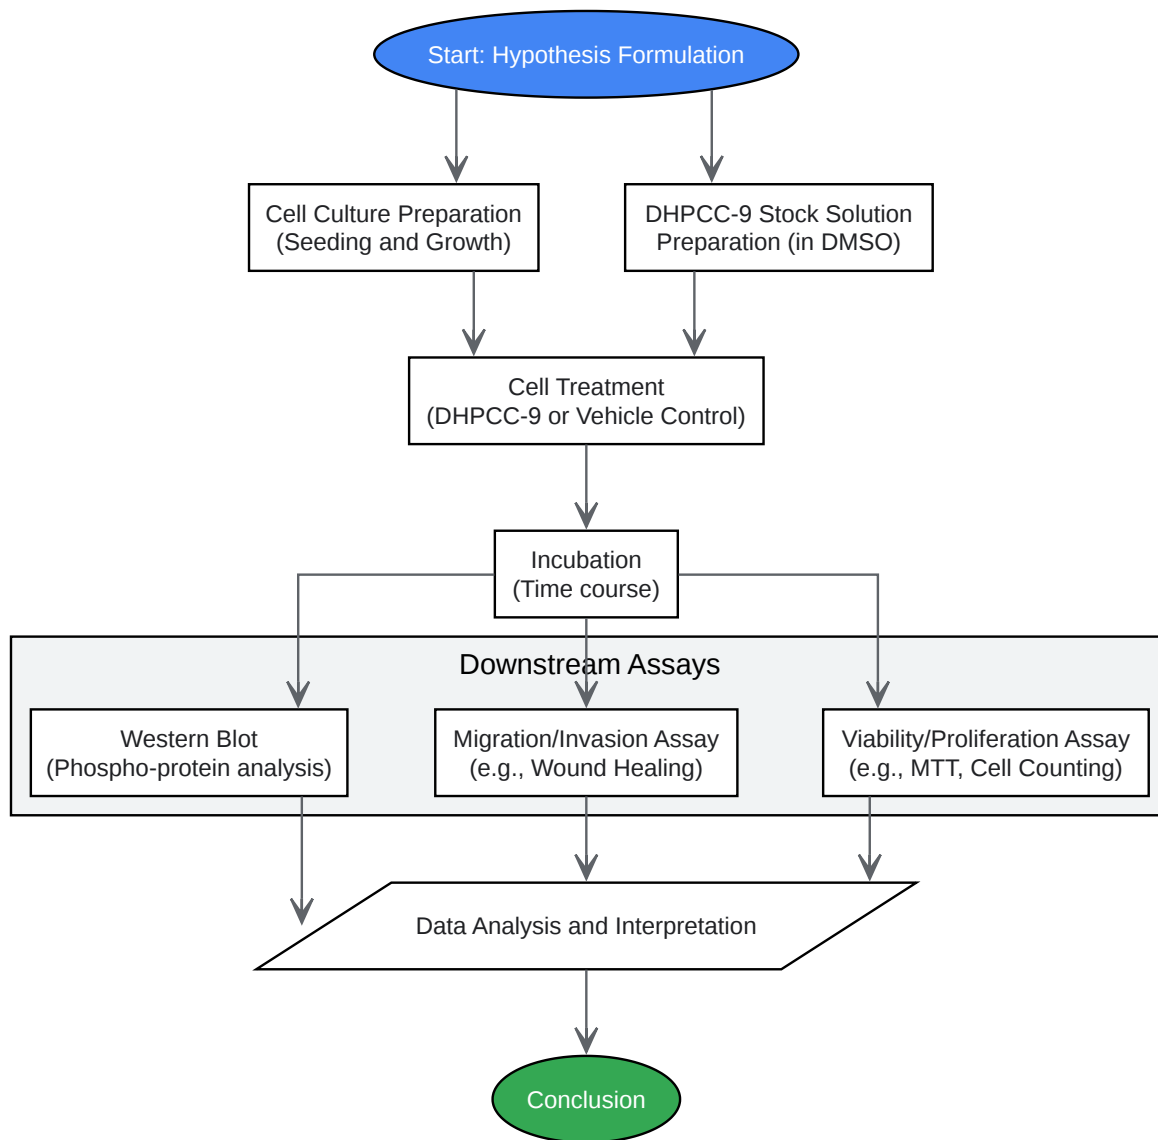 Start: Hypothesis Formulation
Cell Culture Preparation
(Seeding and Growth)
DHPCC-9 Stock Solution
Preparation (in DMSO)
Cell Treatment
(DHPCC-9 or Vehicle Control)
Incubation
(Time course)
Downstream Assays
Western Blot
(Phospho-protein analysis)
Migration/Invasion Assay
(e.g., Wound Healing)
Viability/Proliferation Assay
(e.g., MTT, Cell Counting)
Data Analysis and Interpretation
Conclusion